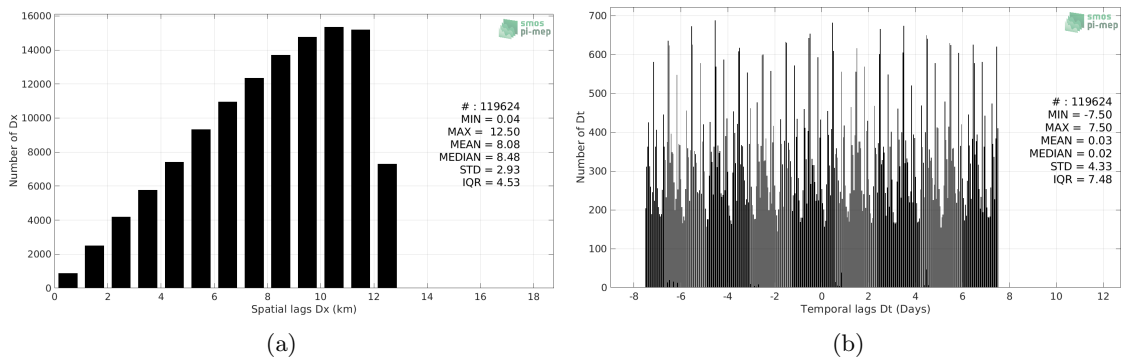 16000
14000
12000
10000
8000
6000
4000
2000
0
Number of Dx
0 2 4 6 8 10 12 14 16 18
Spatial lags Dx (km)
smos
pi-mep
# : 119624
MIN = 0.04
MAX = 12.50
MEAN = 8.08
MEDIAN = 8.48
STD = 2.93
IQR = 4.53
(a)
700
600
500
400
300
200
100
0
Number of Dt
-8 -6 -4 -2 0 2 4 6 8 10 12
Temporal lags Dt (Days)
smos
pi-mep
# : 119624
MIN = -7.50
MAX = 7.50
MEAN = 0.03
MEDIAN = 0.02
STD = 4.33
IQR = 7.48
(b)